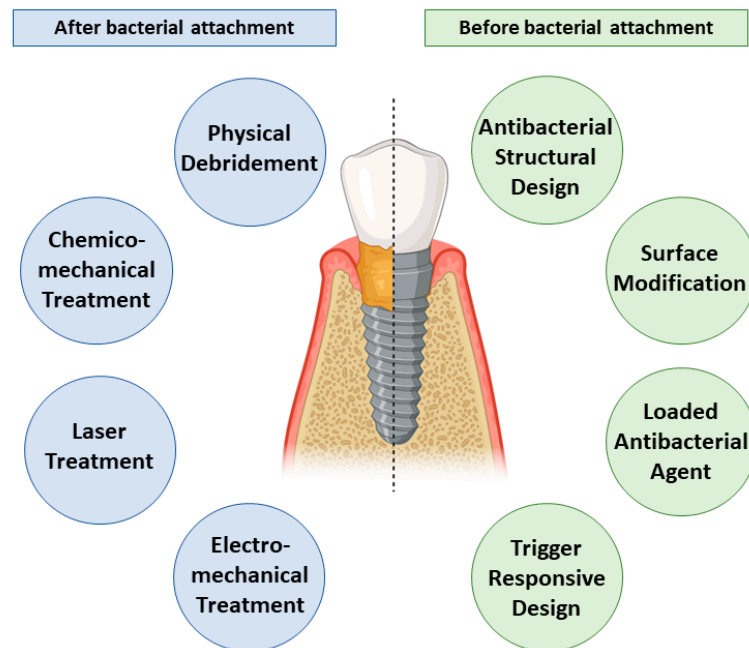 After bacterial attachment
Before bacterial attachment
Physical
Debridement
Chemico-
mechanical
Treatment
Laser
Treatment
Electro-
mechanical
Treatment
Antibacterial
Structural
Design
Surface
Modification
Loaded
Antibacterial
Agent
Trigger
Responsive
Design